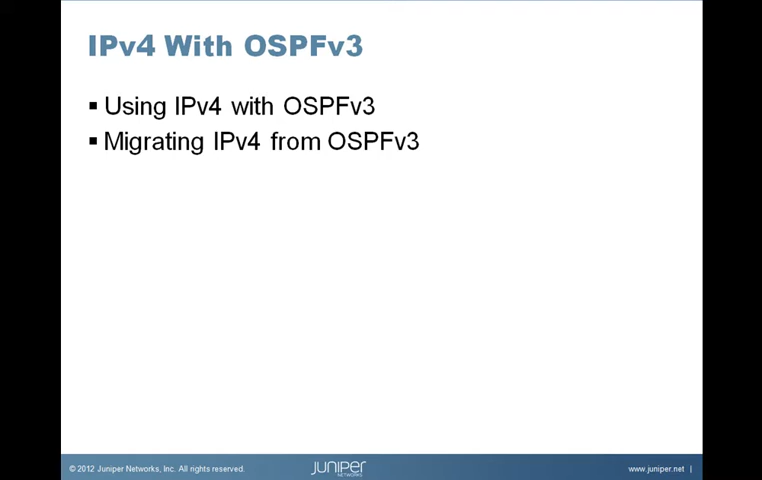 IPv4 With OSPFv3
▪ Using IPv4 with OSPFv3
▪ Migrating IPv4 from OSPFv3
© 2012 Juniper Networks, Inc. All rights reserved.
JUNIPER
NETWORKS
www.juniper.net |